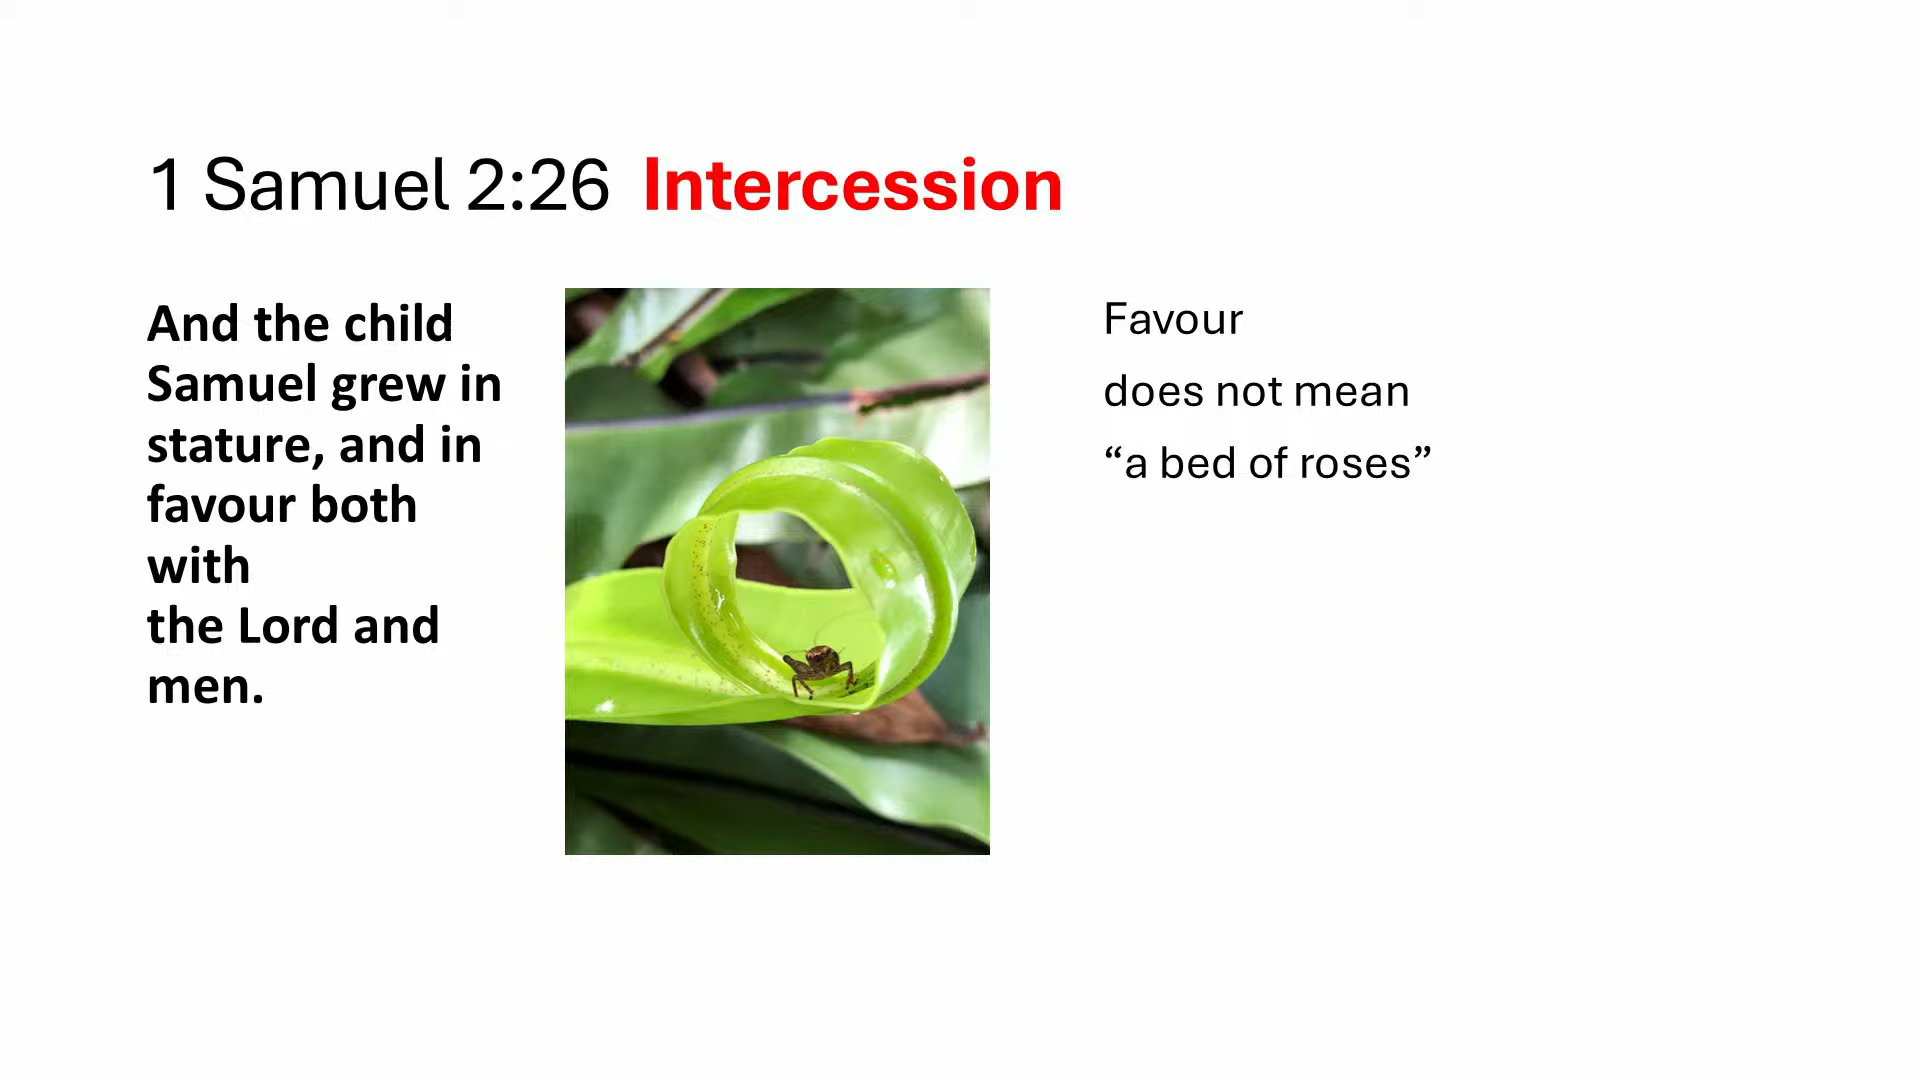 1 Samuel 2:26 Intercession
And the child
Samuel grew in
stature, and in
favour both
with
the Lord and
men.
Favour
does not mean
“a bed of roses”